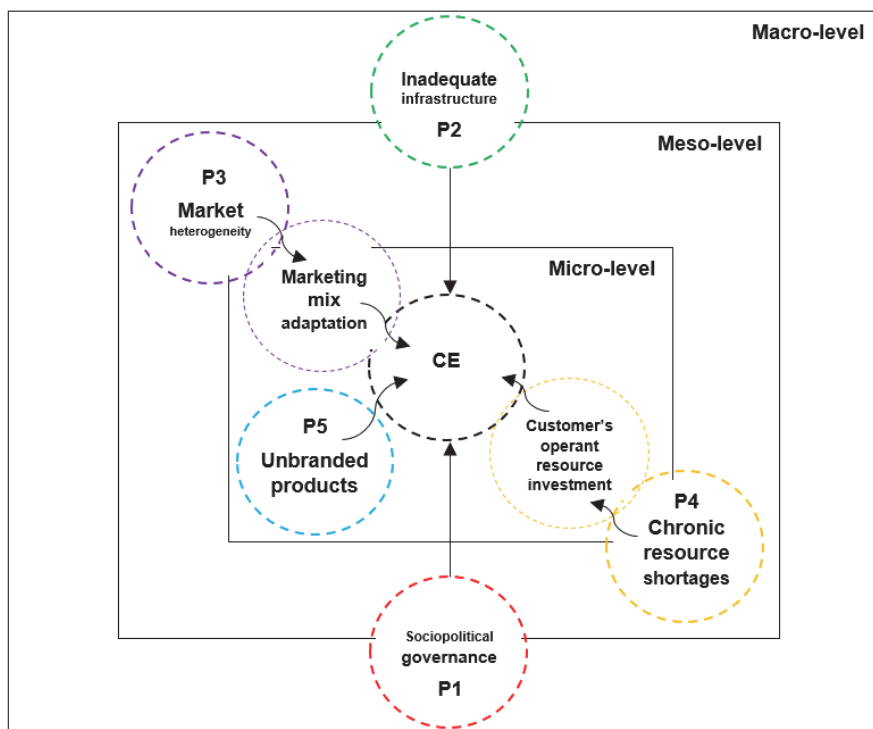 Macro-level
Inadequate
infrastructure
P2
Meso-level
P3
Market
heterogeneity
Micro-level
Marketing
mix
adaptation
CE
P5
Unbranded
products
Customer's
operant
resource
investment
P4
Chronic
resource
shortages
Sociopolitical
governance
P1